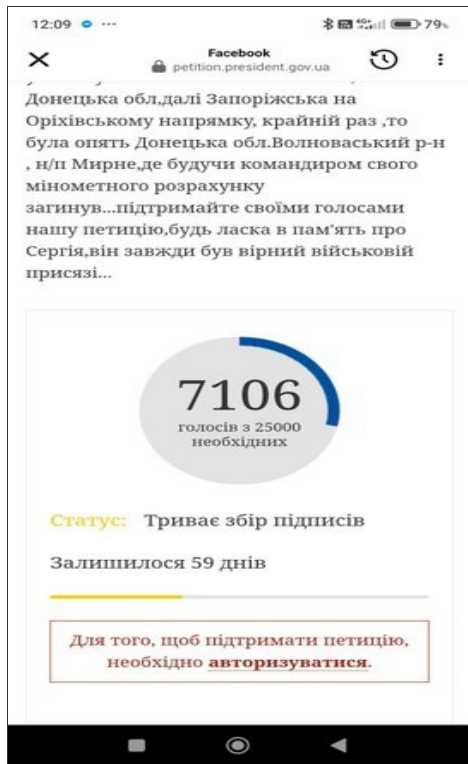 12:09
79%
Facebook
petition.president.gov.ua
Донецька обл,далі Запоріжська на
Оріхівському напрямку, крайній раз ,то
була опять Донецька обл.Волноваський р-н
, н/п Мирне,де будучи командиром свого
мінометного розрахунку
загинув...підтримайте своїми голосами
нашу петицію,будь ласка в пам'ять про
Сергія,він завжди був вірний військовій
присязі...
7106
голосів з 25000
необхідних
Статус: Триває збір підписів
Залишилося 59 днів
Для того, щоб підтримати петицію,
необхідно авторизуватися.